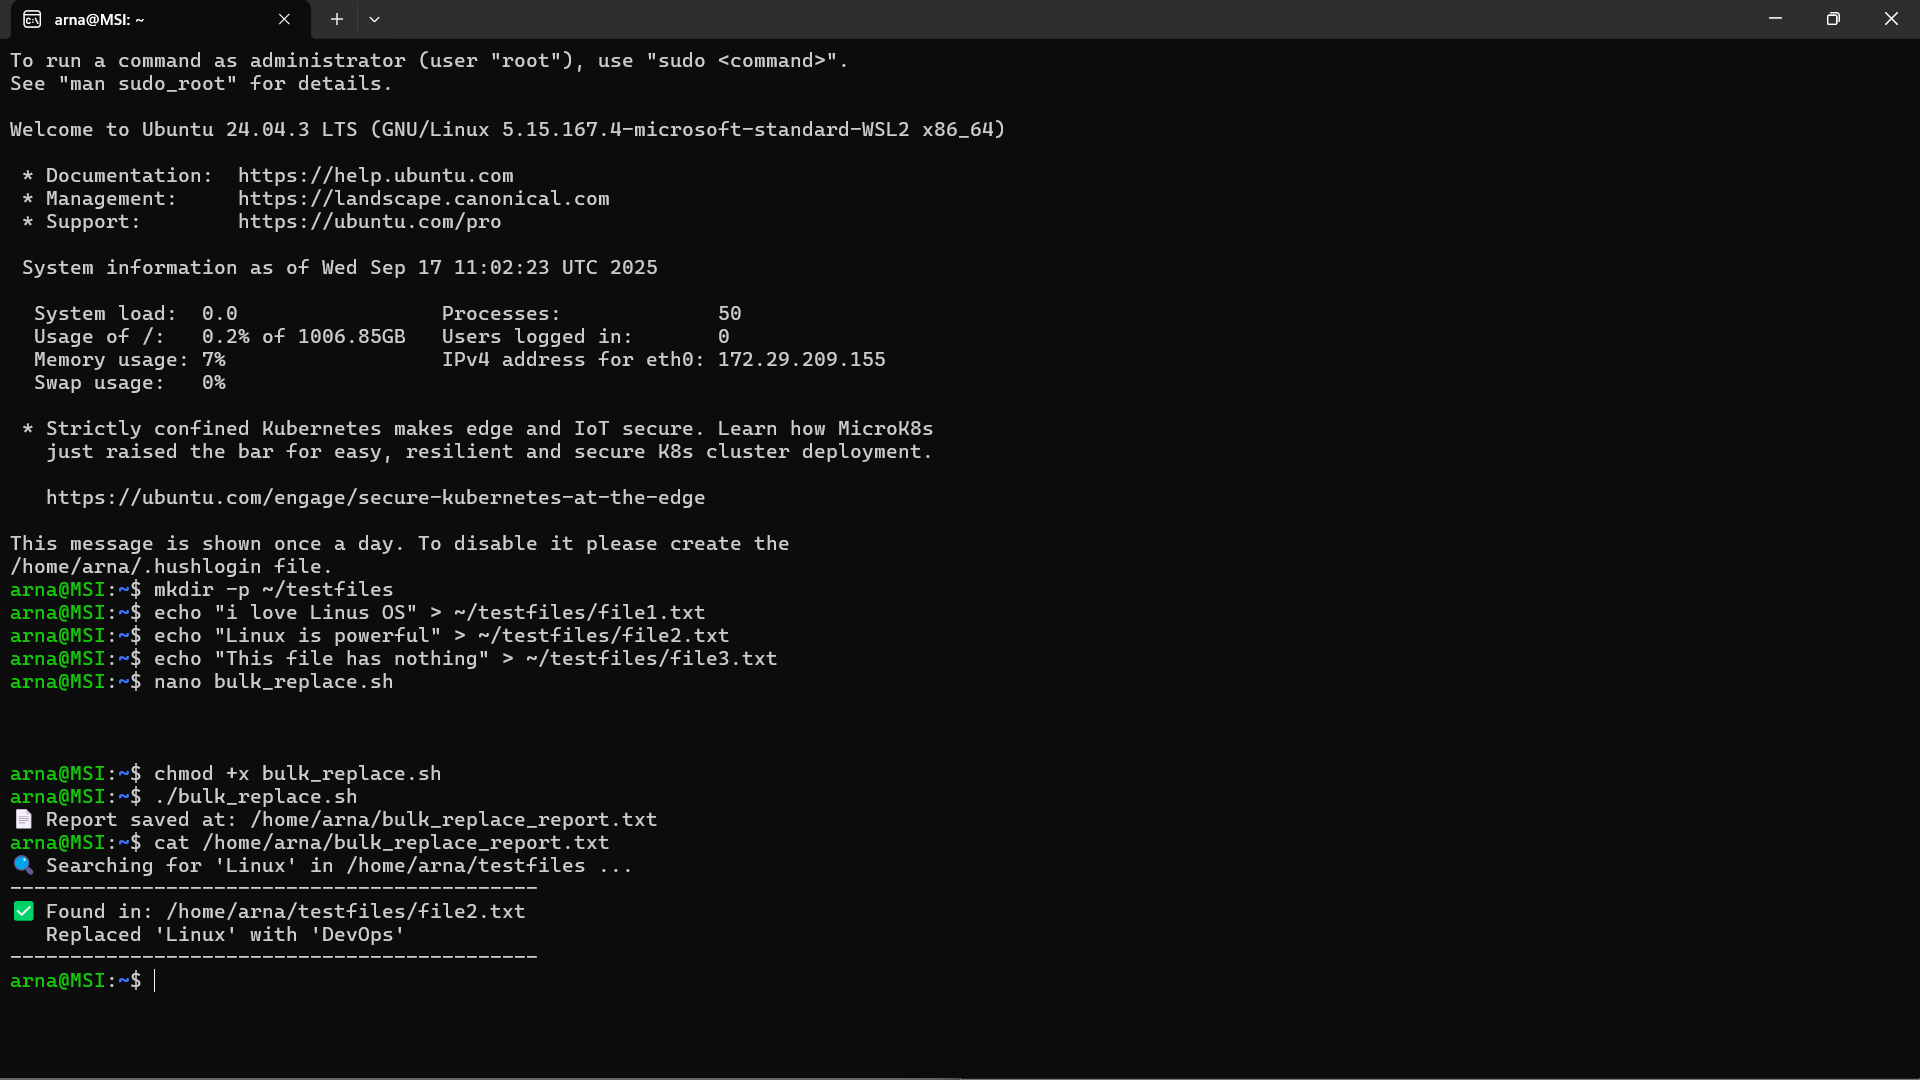 arna@MSI: ~
To run a command as administrator (user "root"), use "sudo <command>".
See "man sudo_root" for details.
Welcome to Ubuntu 24.04.3 LTS (GNU/Linux 5.15.167.4-microsoft-standard-WSL2 x86_64)
 * Documentation:  https://help.ubuntu.com
 * Management:     https://landscape.canonical.com
 * Support:        https://ubuntu.com/pro
 System information as of Wed Sep 17 11:02:23 UTC 2025
  System load:  0.0                 Processes:             50
  Usage of /:   0.2% of 1006.85GB   Users logged in:       0
  Memory usage: 7%                  IPv4 address for eth0: 172.29.209.155
  Swap usage:   0%
 * Strictly confined Kubernetes makes edge and IoT secure. Learn how MicroK8s
   just raised the bar for easy, resilient and secure K8s cluster deployment.
   https://ubuntu.com/engage/secure-kubernetes-at-the-edge
This message is shown once a day. To disable it please create the
/home/arna/.hushlogin file.
arna@MSI:~$ mkdir -p ~/testfiles
arna@MSI:~$ echo "i love Linus OS" > ~/testfiles/file1.txt
arna@MSI:~$ echo "Linux is powerful" > ~/testfiles/file2.txt
arna@MSI:~$ echo "This file has nothing" > ~/testfiles/file3.txt
arna@MSI:~$ nano bulk_replace.sh
arna@MSI:~$ chmod +x bulk_replace.sh
arna@MSI:~$ ./bulk_replace.sh
📄 Report saved at: /home/arna/bulk_replace_report.txt
arna@MSI:~$ cat /home/arna/bulk_replace_report.txt
🔍 Searching for 'Linux' in /home/arna/testfiles ...
--------------------------------------------
✅ Found in: /home/arna/testfiles/file2.txt
   Replaced 'Linux' with 'DevOps'
--------------------------------------------
arna@MSI:~$